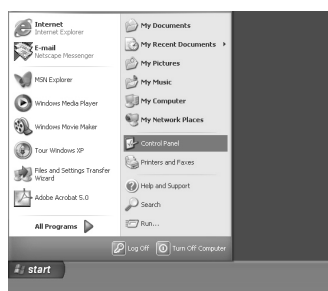 Internet
Internet Explorer
E-mail
Netscape Messenger
MSN Explorer
Windows Media Player
Windows Movie Maker
Tour Windows XP
Files and Settings Transfer
Wizard
Adobe Acrobat 5.0
All Programs
My Documents
My Recent Documents
My Pictures
My Music
My Computer
My Network Places
Control Panel
Printers and Faxes
Help and Support
Search
Run...
Log Off
Turn Off Computer
start